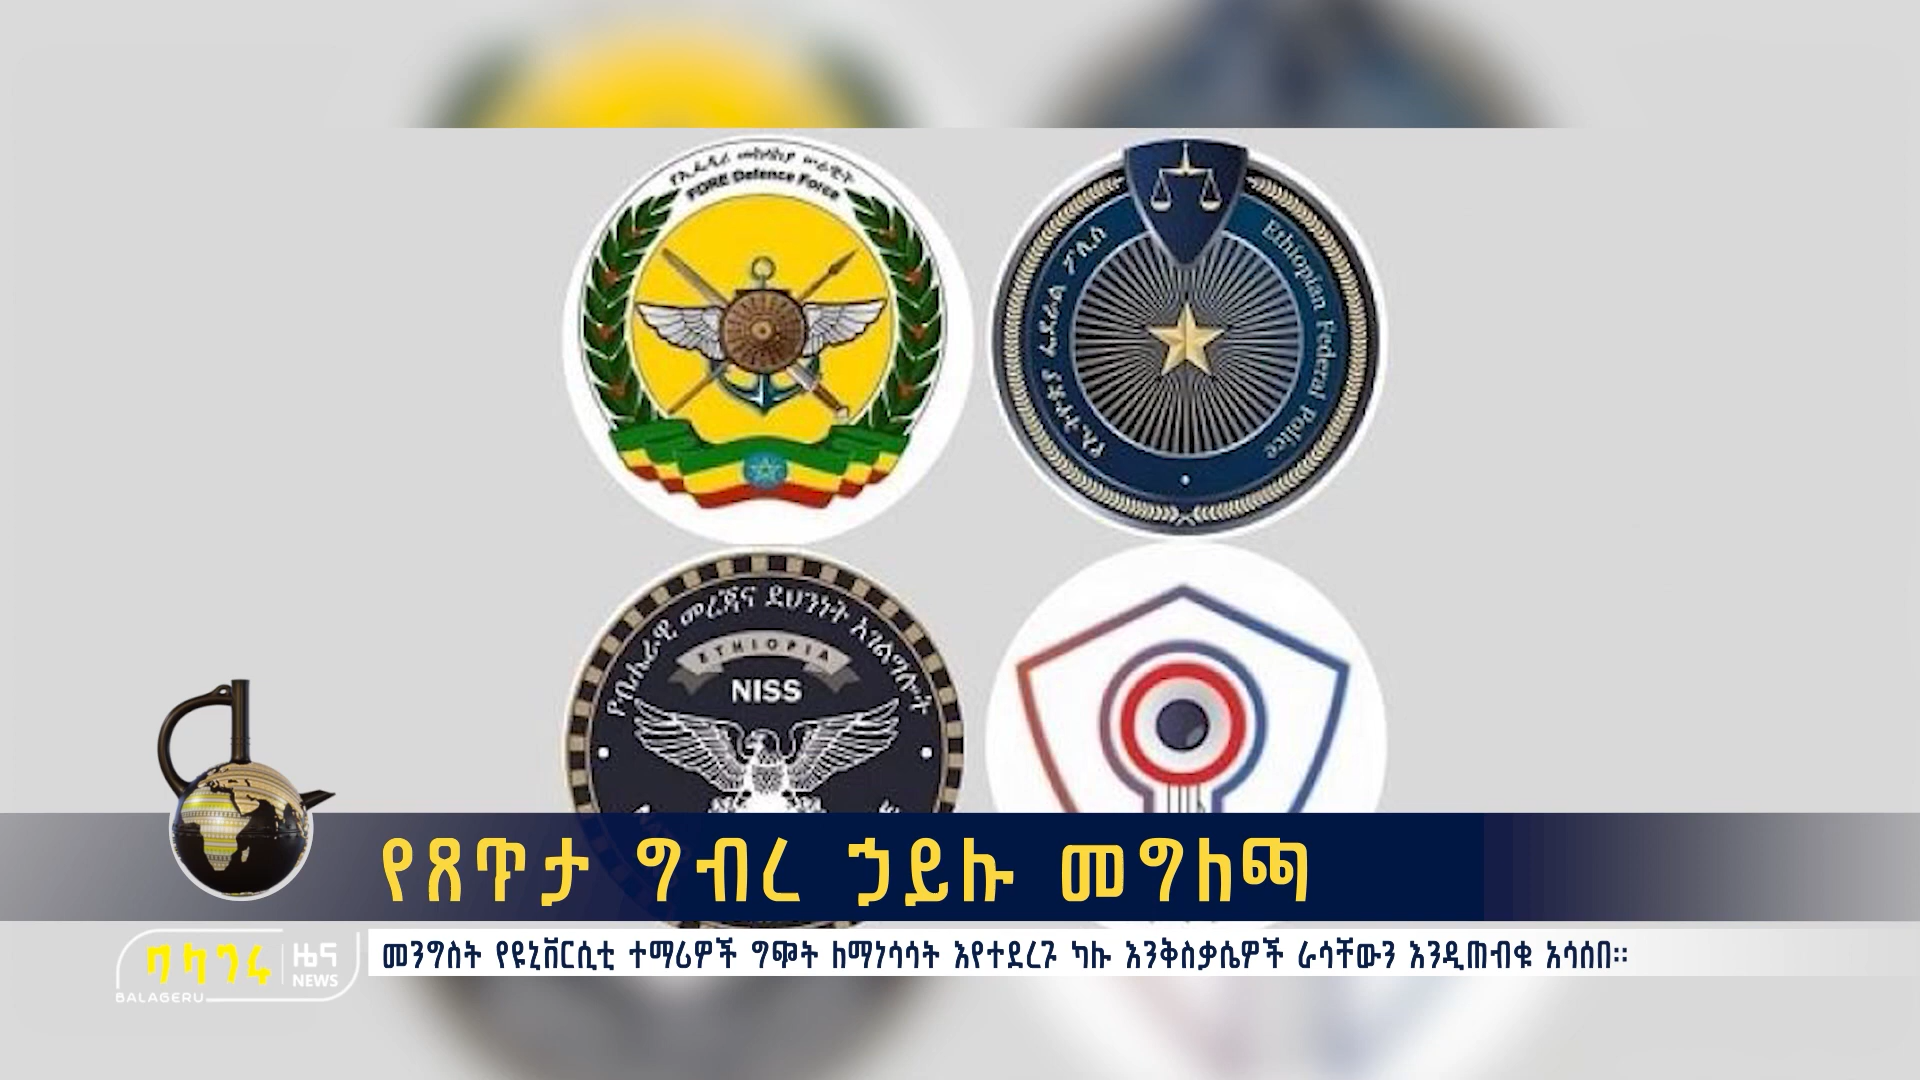 የኢፌዲሪ መከላከያ ሠራዊት
FDRE Defence Force
የኢትዮጵያ ፌደራል ፖሊስ
Ethiopian Federal Police
የብሔራዊ መረጃና ደህንነት አገልግሎት
ETHIOPIA
NISS
የጸጥታ ግብረ ኃይሉ መግለጫ
ባላገሩ ዜና
NEWS
BALAGERU
መንግስት የዩኒቨርሲቲ ተማሪዎች ግጭት ለማነሳሳት እየተደረጉ ካሉ እንቅስቃሴዎች ራሳቸውን እንዲጠብቁ አሳሰበ።